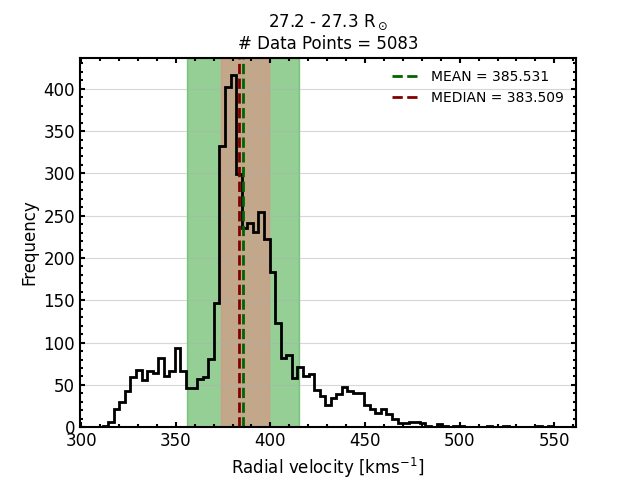 27.2 - 27.3 R⊙
# Data Points = 5083
MEAN = 385.531
MEDIAN = 383.509
Frequency
400
350
300
250
200
150
100
50
0
300 350 400 450 500 550
Radial velocity [kms⁻¹]